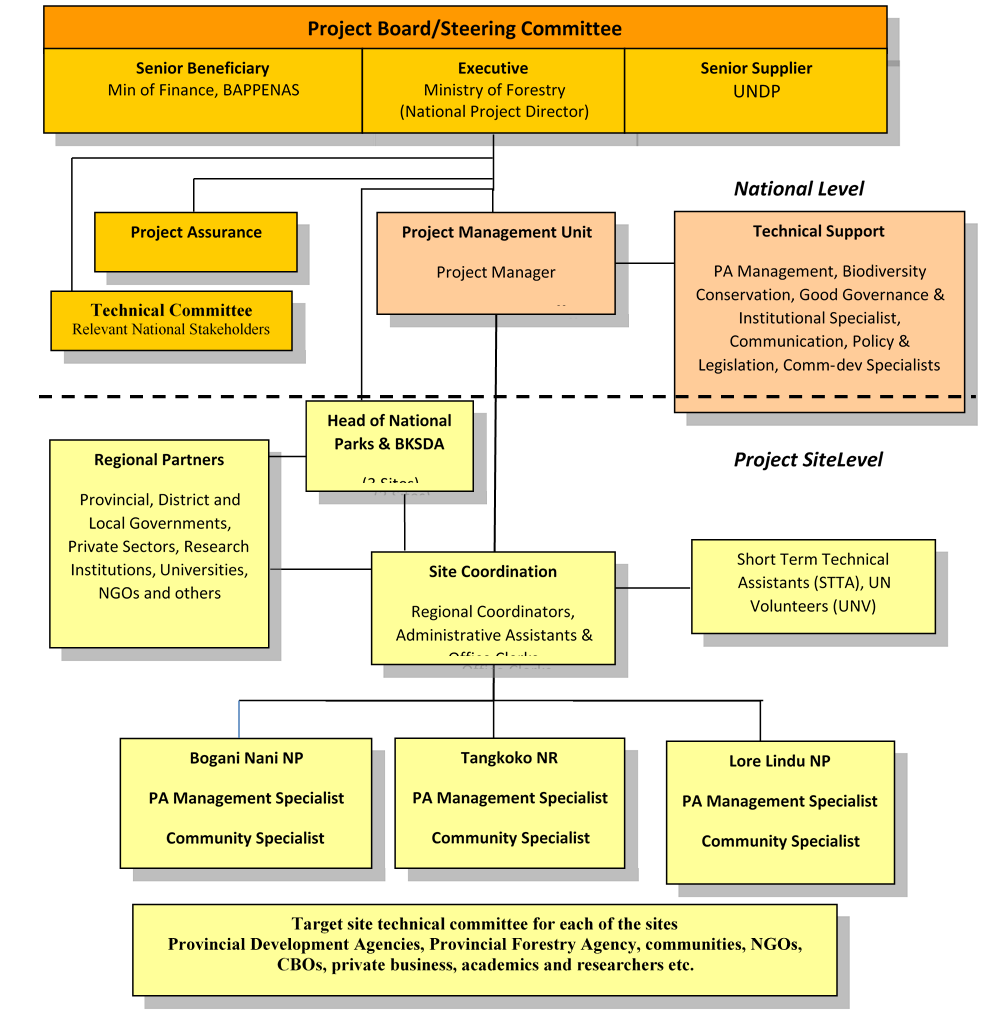 Project Board/Steering Committee
Senior Beneficiary
Min of Finance, BAPPENAS
Executive
Ministry of Forestry
(National Project Director)
Senior Supplier
UNDP
National Level
Project Assurance
Project Management Unit
Project Manager
Technical Support
PA Management, Biodiversity
Conservation, Good Governance &
Institutional Specialist,
Communication, Policy &
Legislation, Comm-dev Specialists
Technical Committee
Relevant National Stakeholders
Head of National
Parks & BKSDA
Project SiteLevel
Regional Partners
Provincial, District and
Local Governments,
Private Sectors, Research
Institutions, Universities,
NGOs and others
Site Coordination
Regional Coordinators,
Administrative Assistants &
Office Clerks
Short Term Technical
Assistants (STTA), UN
Volunteers (UNV)
Bogani Nani NP
PA Management Specialist
Community Specialist
Tangkoko NR
PA Management Specialist
Community Specialist
Lore Lindu NP
PA Management Specialist
Community Specialist
Target site technical committee for each of the sites
Provincial Development Agencies, Provincial Forestry Agency, communities, NGOs,
CBOs, private business, academics and researchers etc.